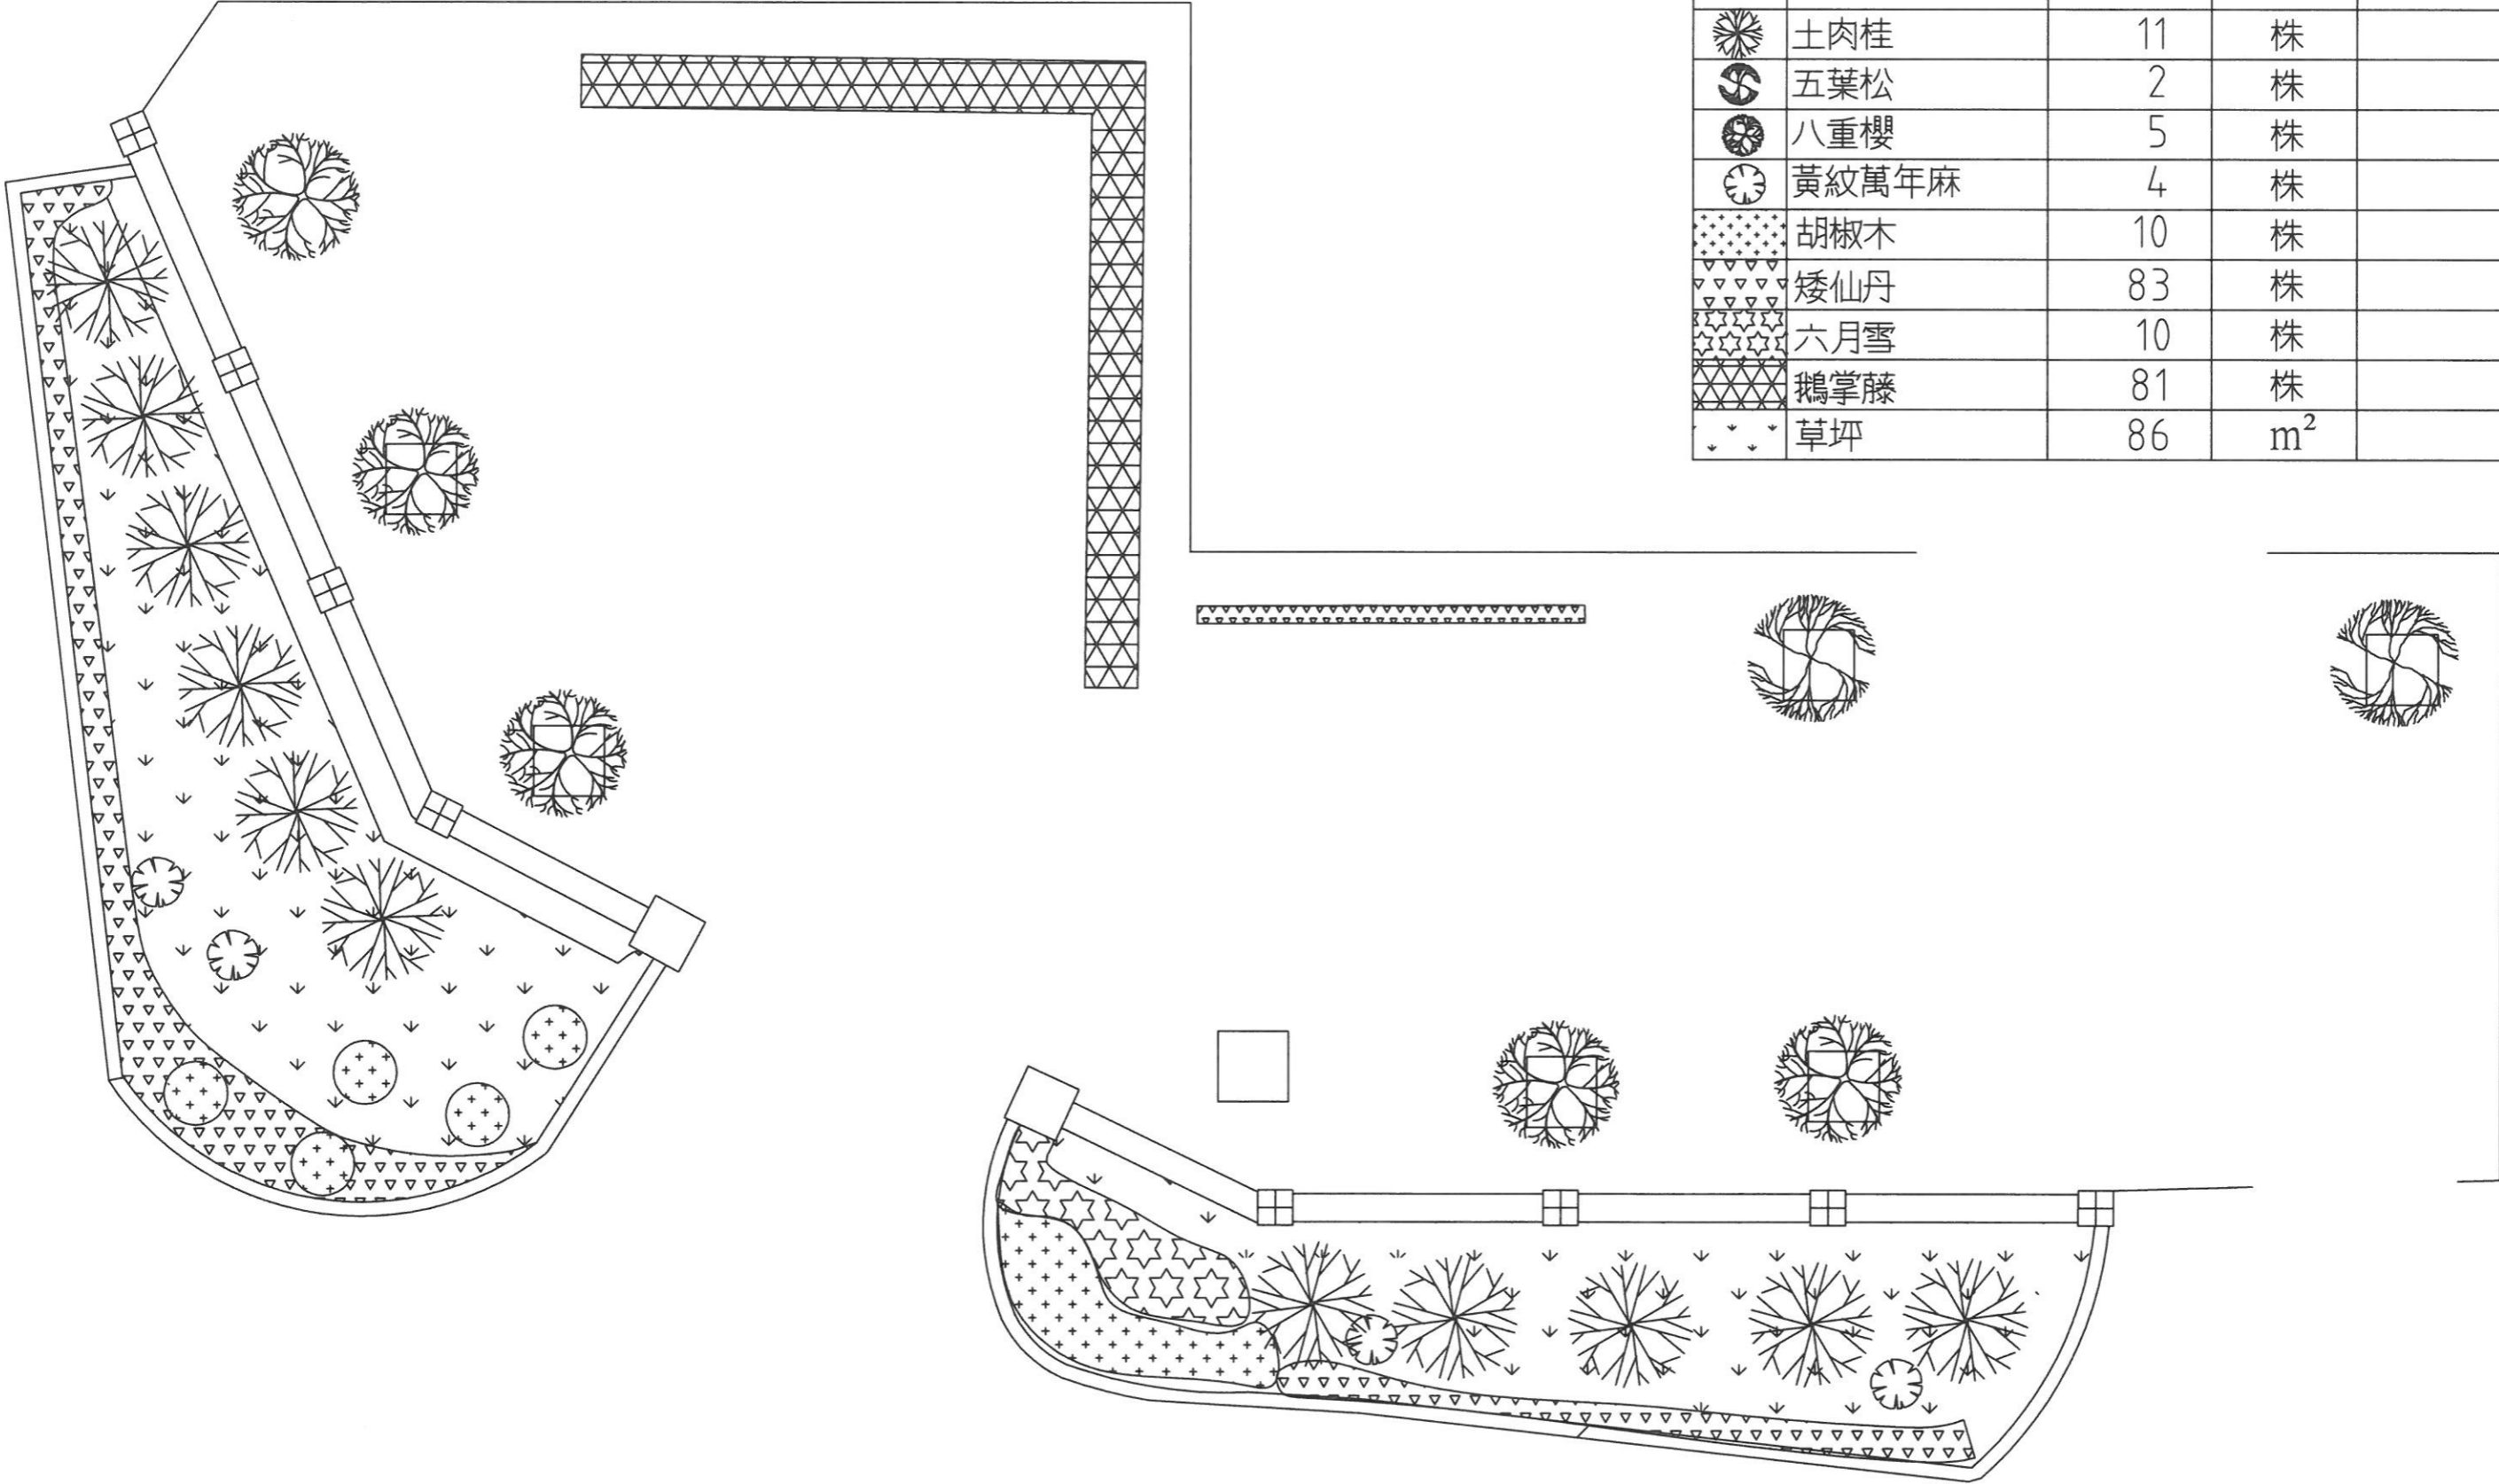 土肉桂 11 株
五葉松 2 株
八重櫻 5 株
黃紋萬年麻 4 株
胡椒木 10 株
矮仙丹 83 株
六月雪 10 株
鵝掌藤 81 株
草坪 86 m²